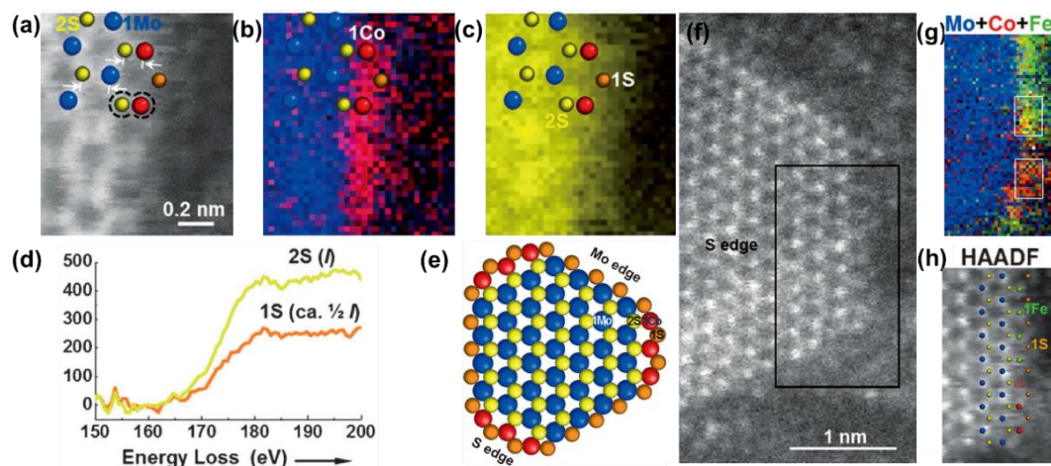 (a)
2S 1Mo
0.2 nm
(b)
1Co
(c)
1S
2S
(f)
S edge
1 nm
(g) Mo+Co+Fe
(d)
500
400
300
200
100
0
2S (I)
1S (ca. ½ I)
150 160 170 180 190 200
Energy Loss (eV)
(e)
Mo edge
1Mo 2S Co
1S
S edge
(h) HAADF
1Fe
1S